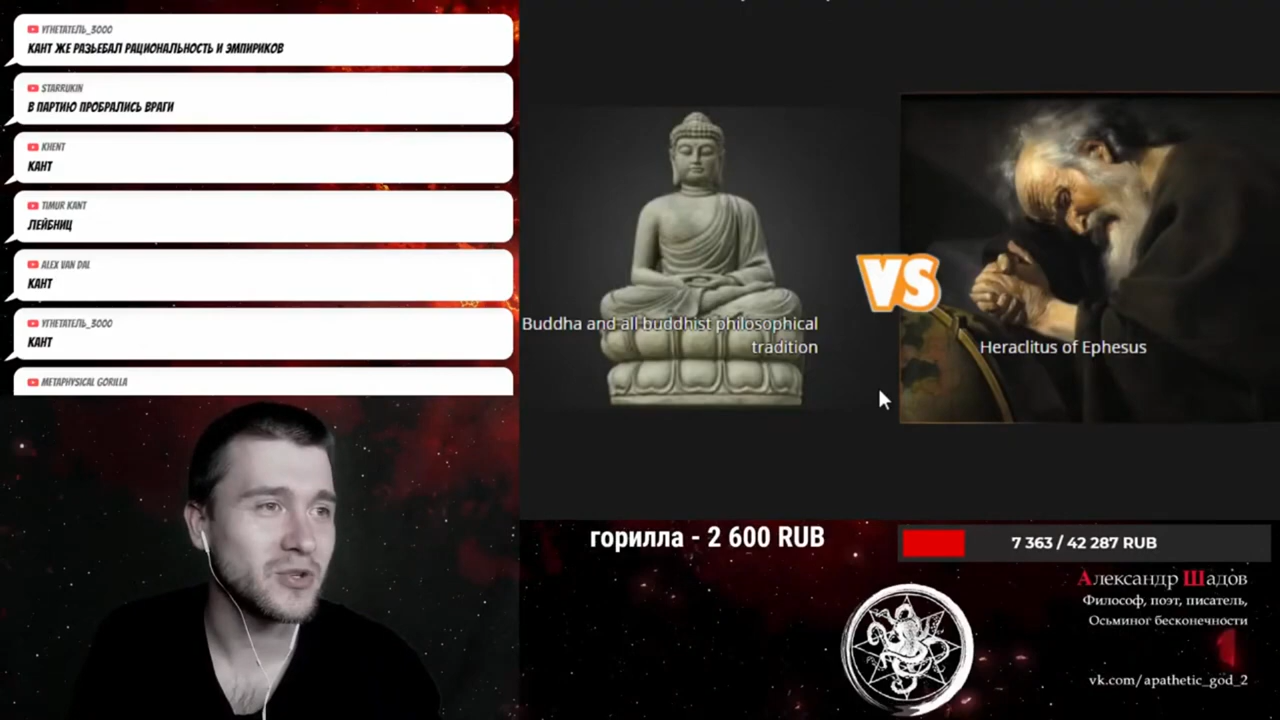 УГНЕТАТЕЛЬ_3000
КАНТ ЖЕ РАЗЪЕБАЛ РАЦИОНАЛЬНОСТЬ И ЭМПИРИКОВ
STARRUKIN
В ПАРТИЮ ПРОБРАЛИСЬ ВРАГИ
KHENT
КАНТ
TIMUR KANT
ЛЕЙБНИЦ
ALEX VAN DAL
КАНТ
УГНЕТАТЕЛЬ_3000
КАНТ
METAPHYSICAL GORILLA
Buddha and all buddhist philosophical
tradition
VS
Heraclitus of Ephesus
горилла - 2 600 RUB
7 363 / 42 287 RUB
Александр Шадов
Философ, поэт, писатель,
Осьминог бесконечности
vk.com/apathetic_god_2